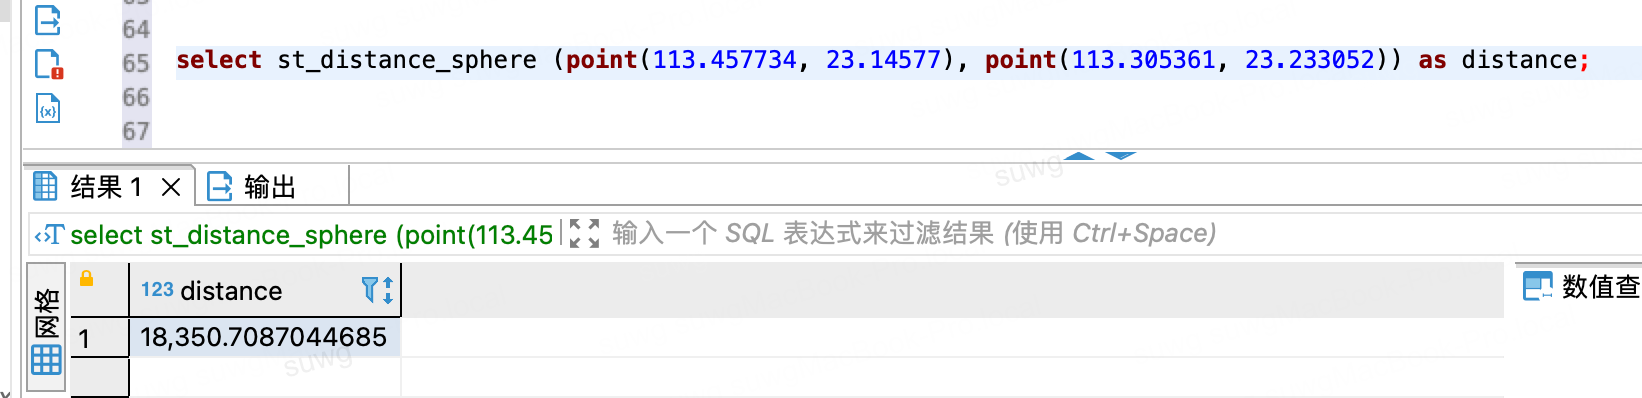 64
65 select st_distance_sphere (point(113.457734, 23.14577), point(113.305361, 23.233052)) as distance;
66
67
suwg
结果 1 输出
select st_distance_sphere (point(113.45 输入一个 SQL 表达式来过滤结果 (使用 Ctrl+Space)
网格
123 distance
数值查
1 18,350.7087044685
suwg